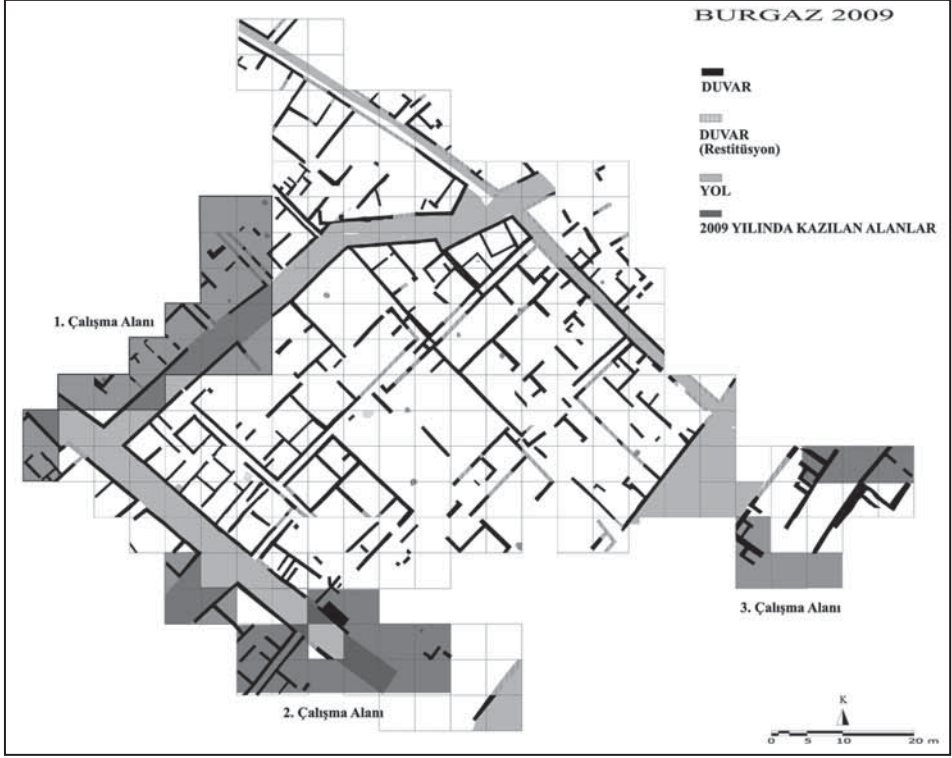 BURGAZ 2009
DUVAR
DUVAR
(Restitüsyon)
YOL
2009 YILINDA KAZILAN ALANLAR
1. Çalışma Alanı
3. Çalışma Alanı
2. Çalışma Alanı
K
0 5 10 20 m